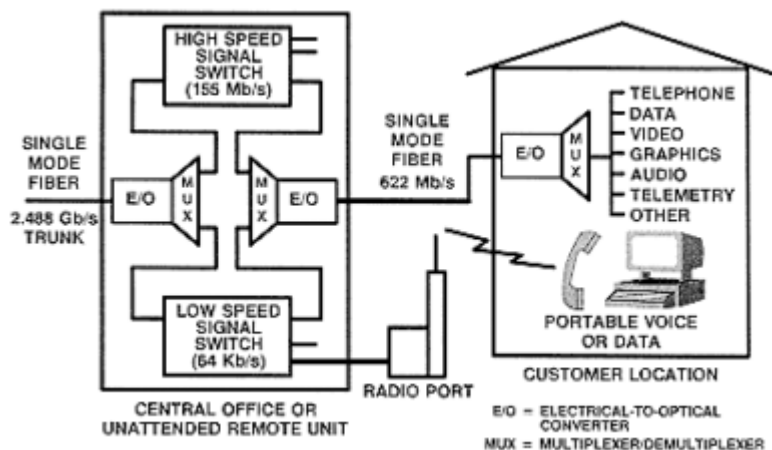 HIGH SPEED
SIGNAL
SWITCH
(155 Mb/s)
SINGLE
MODE
FIBER
2.488 Gb/s
TRUNK
E/O
MUX
MUX
E/O
LOW SPEED
SIGNAL
SWITCH
(64 Kb/s)
CENTRAL OFFICE OR
UNATTENDED REMOTE UNIT
SINGLE
MODE
FIBER
622 Mb/s
RADIO PORT
E/O
MUX
TELEPHONE
DATA
VIDEO
GRAPHICS
AUDIO
TELEMETRY
OTHER
PORTABLE VOICE
OR DATA
CUSTOMER LOCATION
E/O = ELECTRICAL-TO-OPTICAL
CONVERTER
MUX = MULTIPLEXER/DEMULTIPLEXER